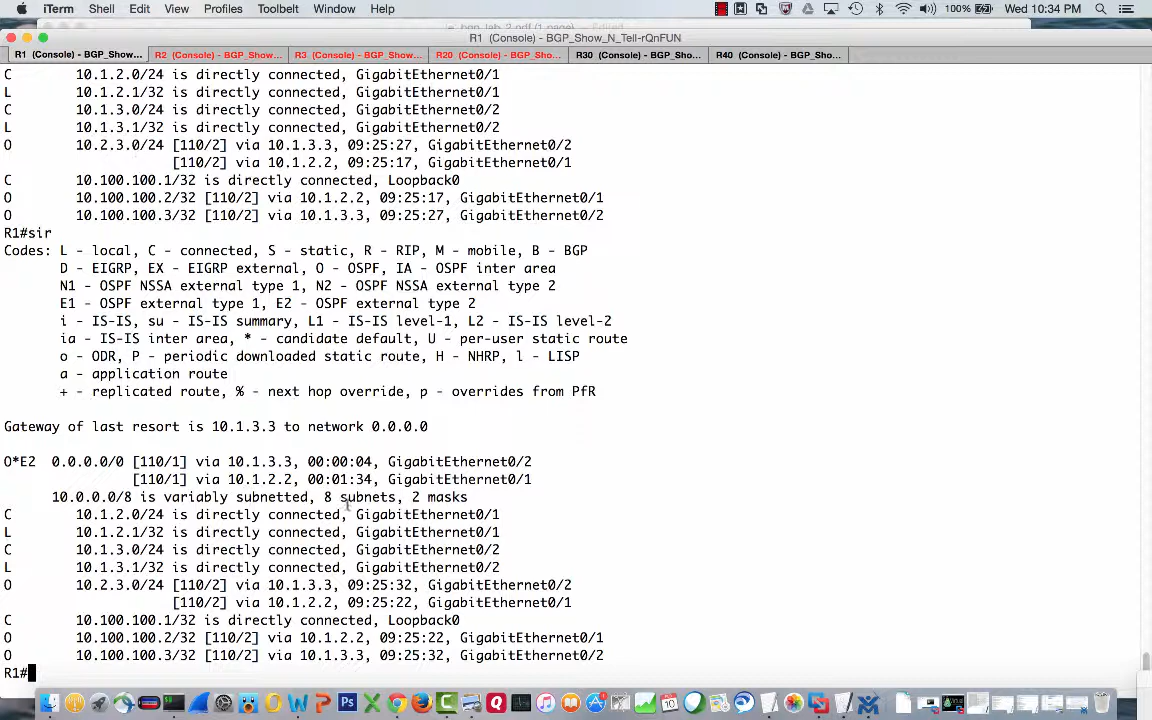 iTerm Shell Edit View Profiles Toolbelt Window Help 100% Wed 10:34 PM
bgp_lab_2.pdf (1 page)
R1 (Console) - BGP_Show_N_Tell-rQnFUN
R1 (Console) - BGP_Show... R2 (Console) - BGP_Show... R3 (Console) - BGP_Show... R20 (Console) - BGP_Sho... R30 (Console) - BGP_Sho... R40 (Console) - BGP_Sho...
C 10.1.2.0/24 is directly connected, GigabitEthernet0/1
L 10.1.2.1/32 is directly connected, GigabitEthernet0/1
C 10.1.3.0/24 is directly connected, GigabitEthernet0/2
L 10.1.3.1/32 is directly connected, GigabitEthernet0/2
O 10.2.3.0/24 [110/2] via 10.1.3.3, 09:25:27, GigabitEthernet0/2
[110/2] via 10.1.2.2, 09:25:17, GigabitEthernet0/1
C 10.100.100.1/32 is directly connected, Loopback0
O 10.100.100.2/32 [110/2] via 10.1.2.2, 09:25:17, GigabitEthernet0/1
O 10.100.100.3/32 [110/2] via 10.1.3.3, 09:25:27, GigabitEthernet0/2
R1#sir
Codes: L - local, C - connected, S - static, R - RIP, M - mobile, B - BGP
D - EIGRP, EX - EIGRP external, O - OSPF, IA - OSPF inter area
N1 - OSPF NSSA external type 1, N2 - OSPF NSSA external type 2
E1 - OSPF external type 1, E2 - OSPF external type 2
i - IS-IS, su - IS-IS summary, L1 - IS-IS level-1, L2 - IS-IS level-2
ia - IS-IS inter area, * - candidate default, U - per-user static route
o - ODR, P - periodic downloaded static route, H - NHRP, l - LISP
a - application route
+ - replicated route, % - next hop override, p - overrides from PfR
Gateway of last resort is 10.1.3.3 to network 0.0.0.0
O*E2 0.0.0.0/0 [110/1] via 10.1.3.3, 00:00:04, GigabitEthernet0/2
[110/1] via 10.1.2.2, 00:01:34, GigabitEthernet0/1
10.0.0.0/8 is variably subnetted, 8 subnets, 2 masks
C 10.1.2.0/24 is directly connected, GigabitEthernet0/1
L 10.1.2.1/32 is directly connected, GigabitEthernet0/1
C 10.1.3.0/24 is directly connected, GigabitEthernet0/2
L 10.1.3.1/32 is directly connected, GigabitEthernet0/2
O 10.2.3.0/24 [110/2] via 10.1.3.3, 09:25:32, GigabitEthernet0/2
[110/2] via 10.1.2.2, 09:25:22, GigabitEthernet0/1
C 10.100.100.1/32 is directly connected, Loopback0
O 10.100.100.2/32 [110/2] via 10.1.2.2, 09:25:22, GigabitEthernet0/1
O 10.100.100.3/32 [110/2] via 10.1.3.3, 09:25:32, GigabitEthernet0/2
R1#